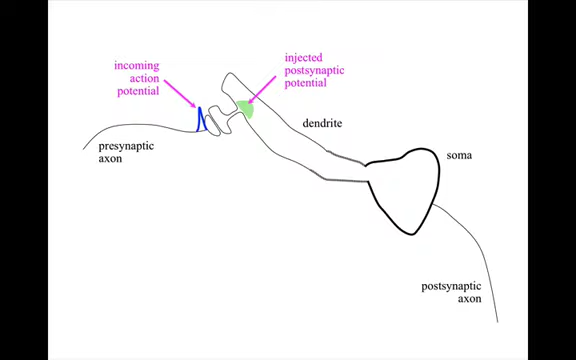 incoming
action
potential
injected
postsynaptic
potential
dendrite
presynaptic
axon
soma
postsynaptic
axon